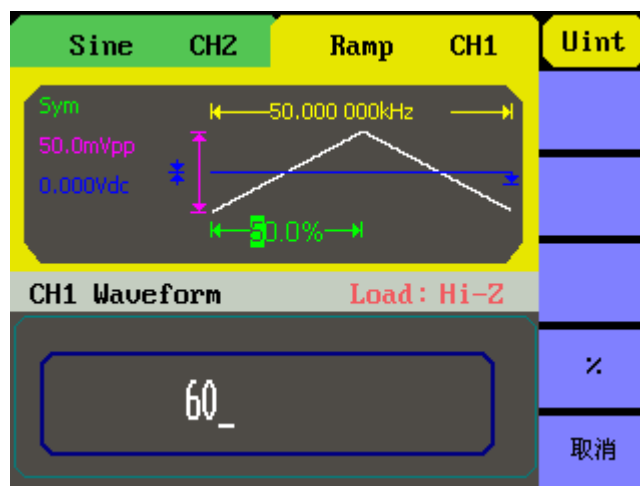 Sine CH2 Ramp CH1 Uint
Sym 50.000 000kHz
50.0mVpp
0.000Vdc
50.0%
CH1 Waveform Load: Hi-Z
60_
%
取消